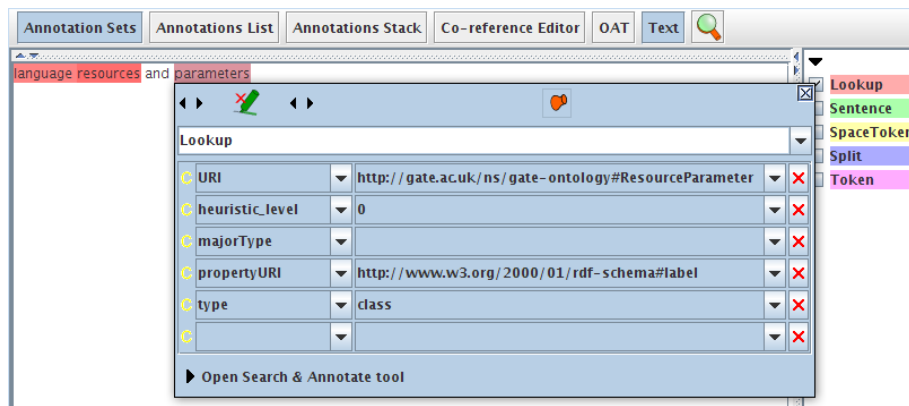 Annotation Sets Annotations List Annotations Stack Co-reference Editor OAT Text
language resources and parameters
Lookup
Sentence
SpaceToken
Split
Token
Lookup
C URI http://gate.ac.uk/ns/gate-ontology#ResourceParameter
C heuristic_level 0
C majorType
C propertyURI http://www.w3.org/2000/01/rdf-schema#label
C type class
C
Open Search & Annotate tool